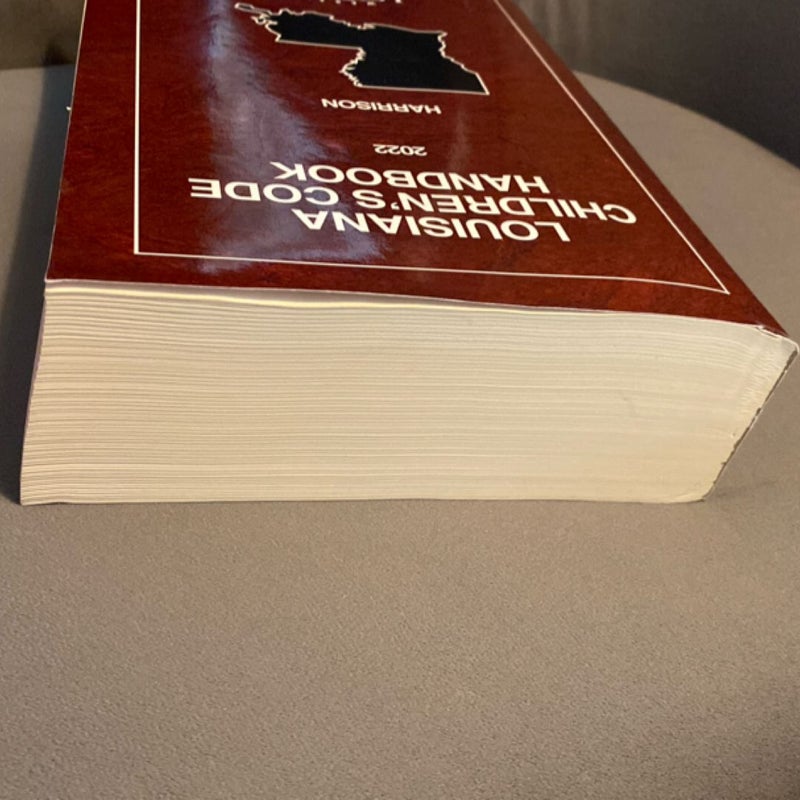 LOUISIANA
CHILDREN'S CODE
HANDBOOK
2022
HARRISON